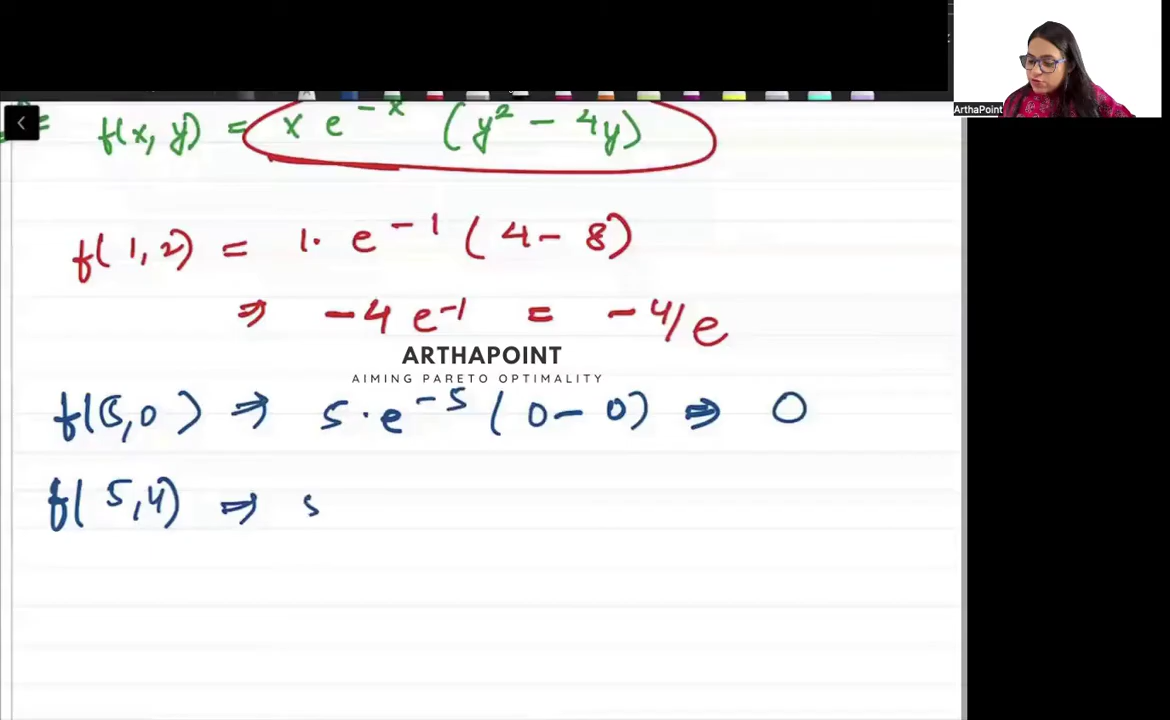 f(x, y) = x e^{-x} (y² - 4y)
f(1,2) = 1. e^{-1} (4 - 8)
⇒ -4 e^{-1} = -4/e
ARTHAPOINT
AIMING PARETO OPTIMALITY
f(5,0) ⇒ 5 · e^{-5} (0 - 0) ⇒ 0
f(5,4) ⇒ 5
ArthaPoint